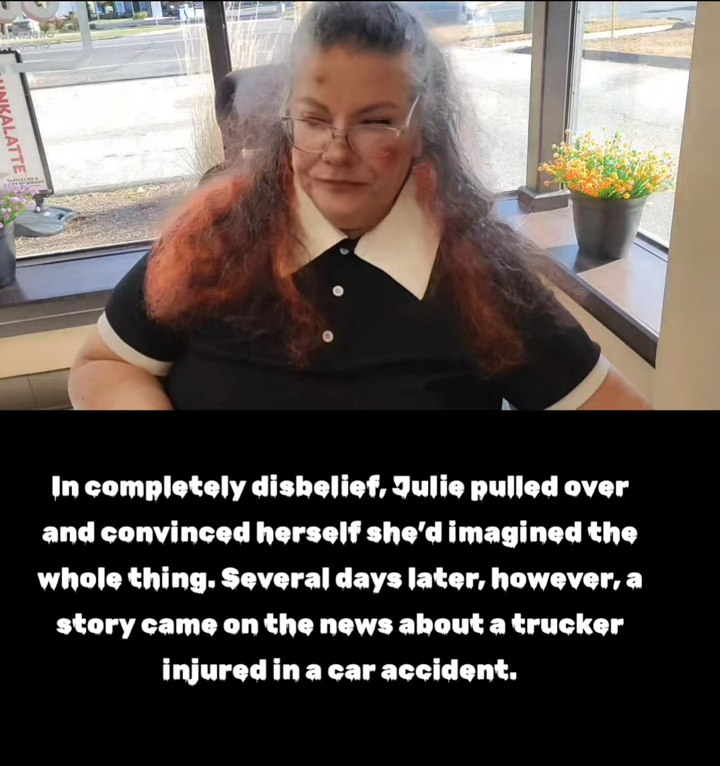 INKALATTE
In completely disbelief, Julie pulled over
and convinced herself she'd imagined the
whole thing. Several days later, however, a
story came on the news about a trucker
injured in a car accident.